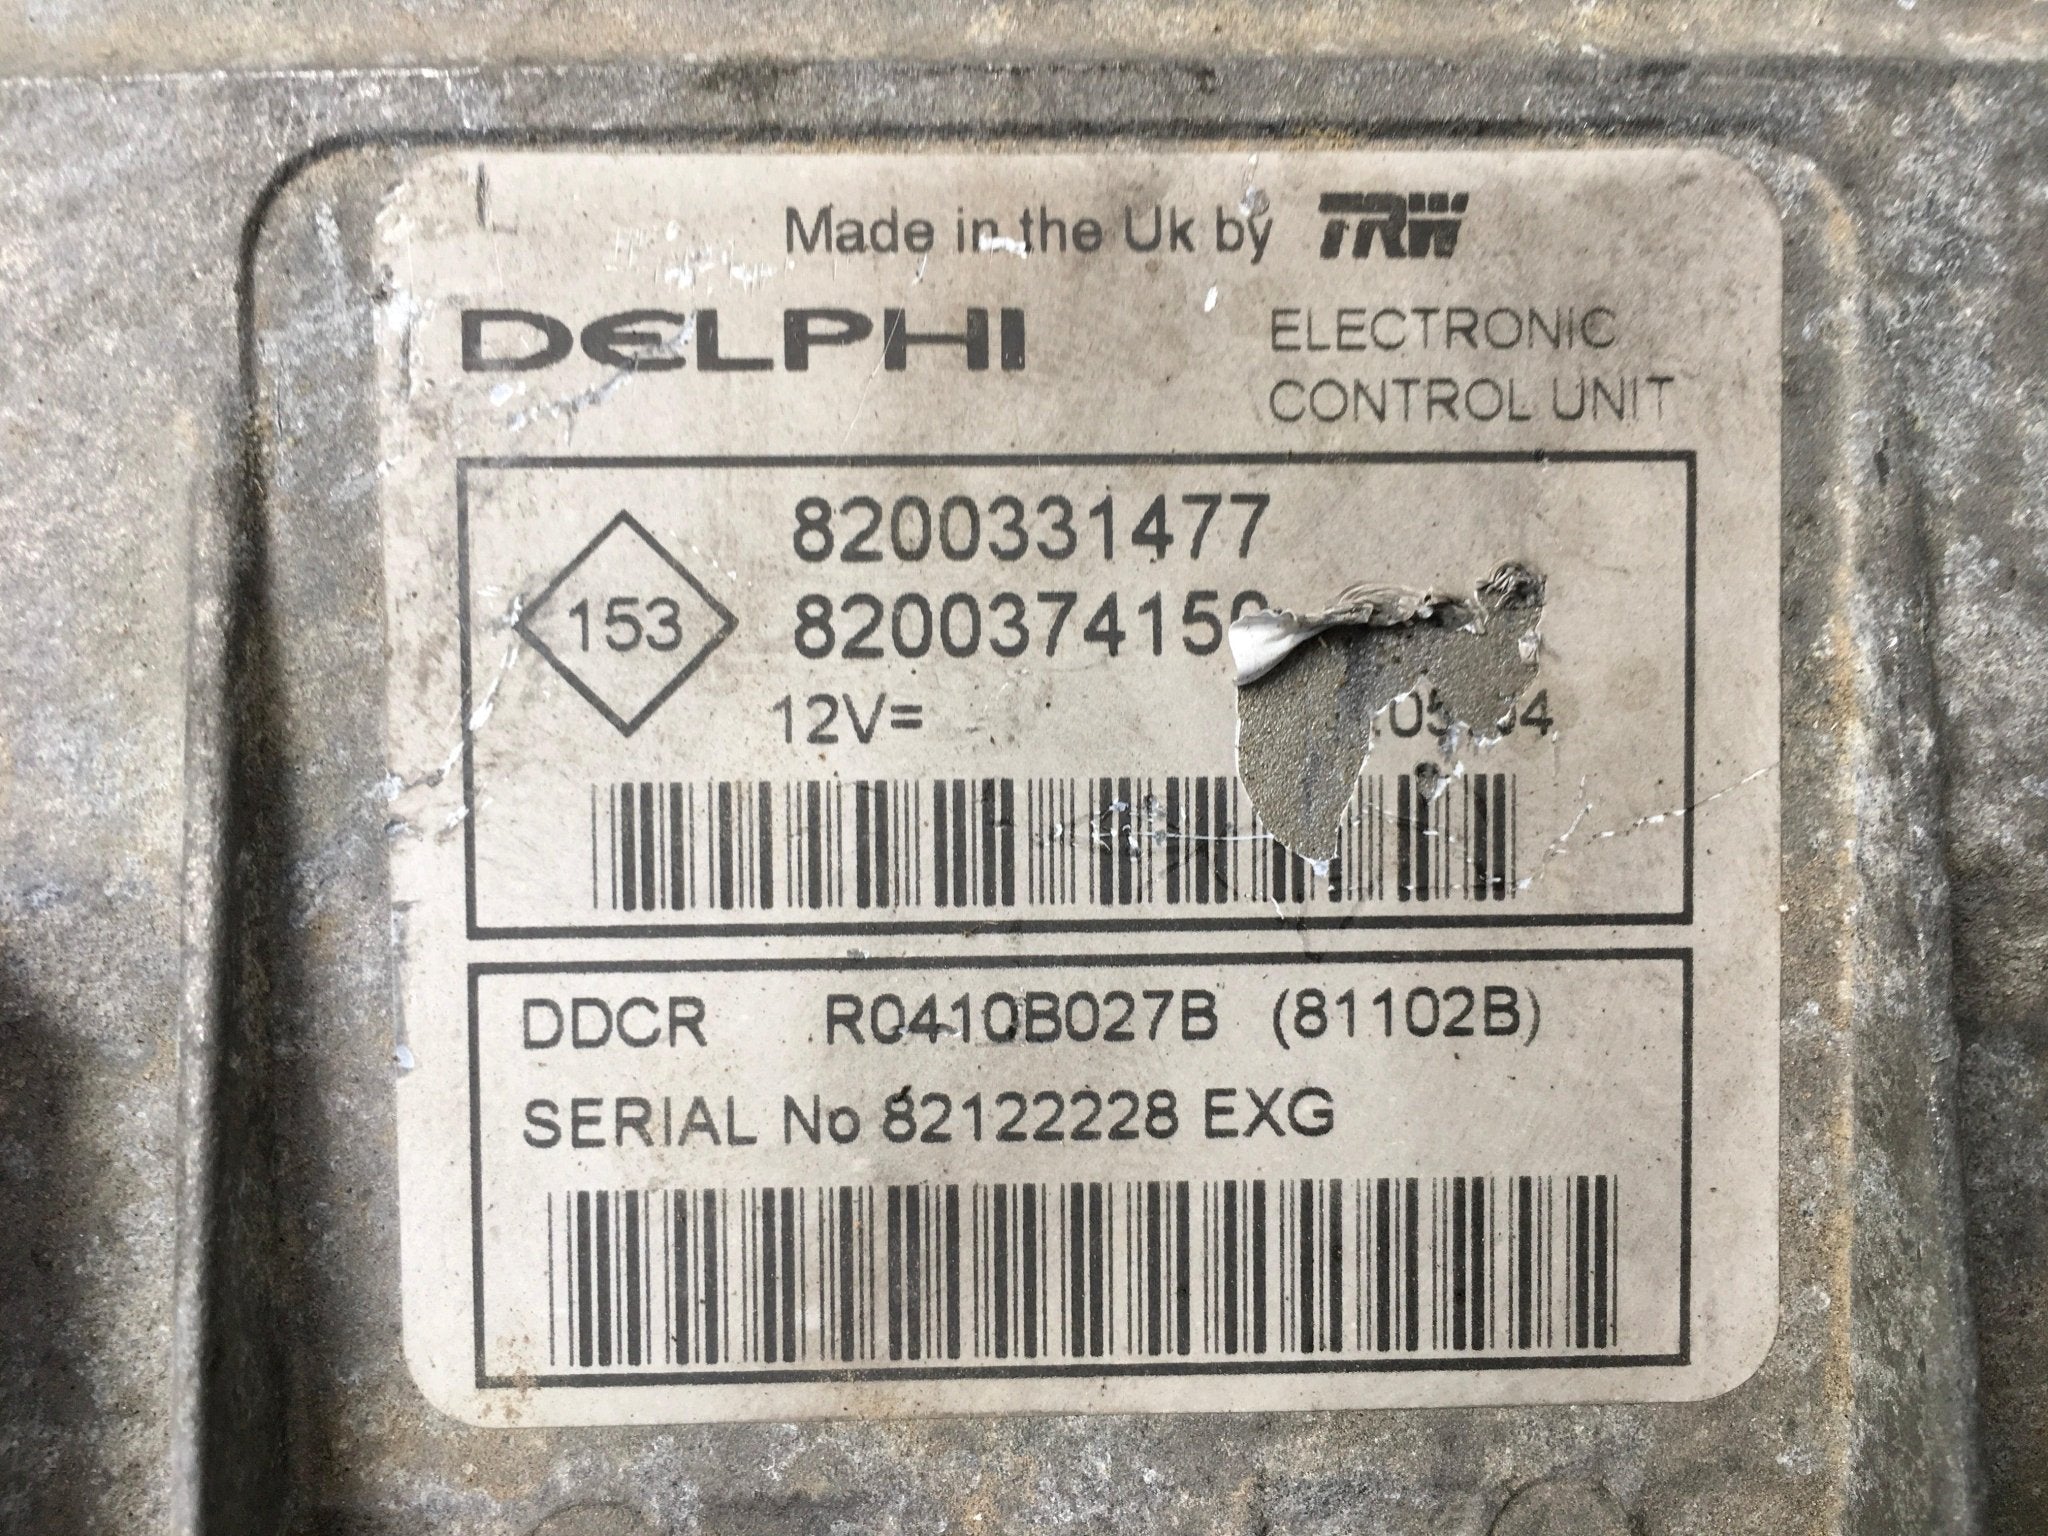 Made in the Uk by TRW
DELPHI
ELECTRONIC
CONTROL UNIT
153
8200331477
12V=
DDCR R0410B027B (81102B)
SERIAL No 82122228 EXG